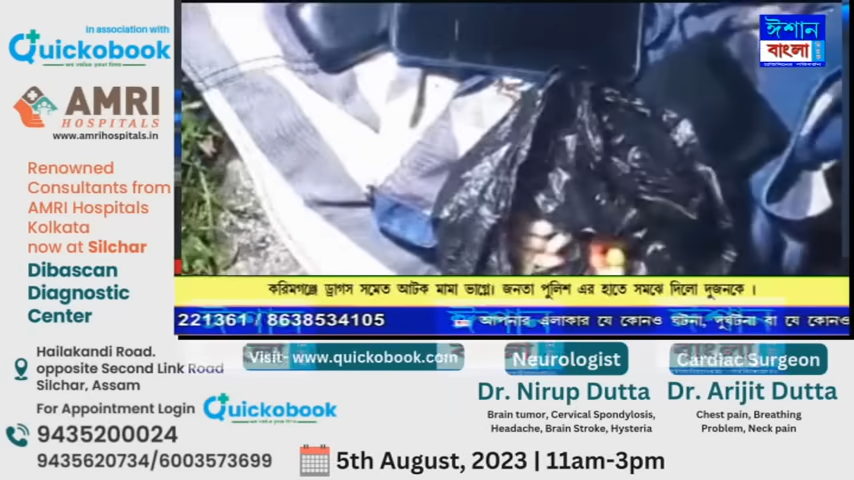 in association with
Quickobook
we value your time
AMRI
HOSPITALS
www.amrihospitals.in
Renowned
Consultants from
AMRI Hospitals
Kolkata
now at Silchar
Dibascan
Diagnostic
Center
Hailakandi Road.
opposite Second Link Road
Silchar, Assam
For Appointment Login Quickobook
we value your time
9435200024
9435620734/6003573699
ঈশান
বাংলা
করিমগঞ্জে ড্রাগস সমেত আটক মামা ভাগ্নে। জনতা পুলিশ এর হাতে সমঝে দিলো দুজনকে ।
221361 / 8638534105 আপনার এলাকার যে কোনও ঘটনা, দুর্ঘটনা বা যে কোনও
Visit- www.quickobook.com
Neurologist
Dr. Nirup Dutta
Brain tumor, Cervical Spondylosis,
Headache, Brain Stroke, Hysteria
Cardiac Surgeon
Dr. Arijit Dutta
Chest pain, Breathing
Problem, Neck pain
5th August, 2023 | 11am-3pm